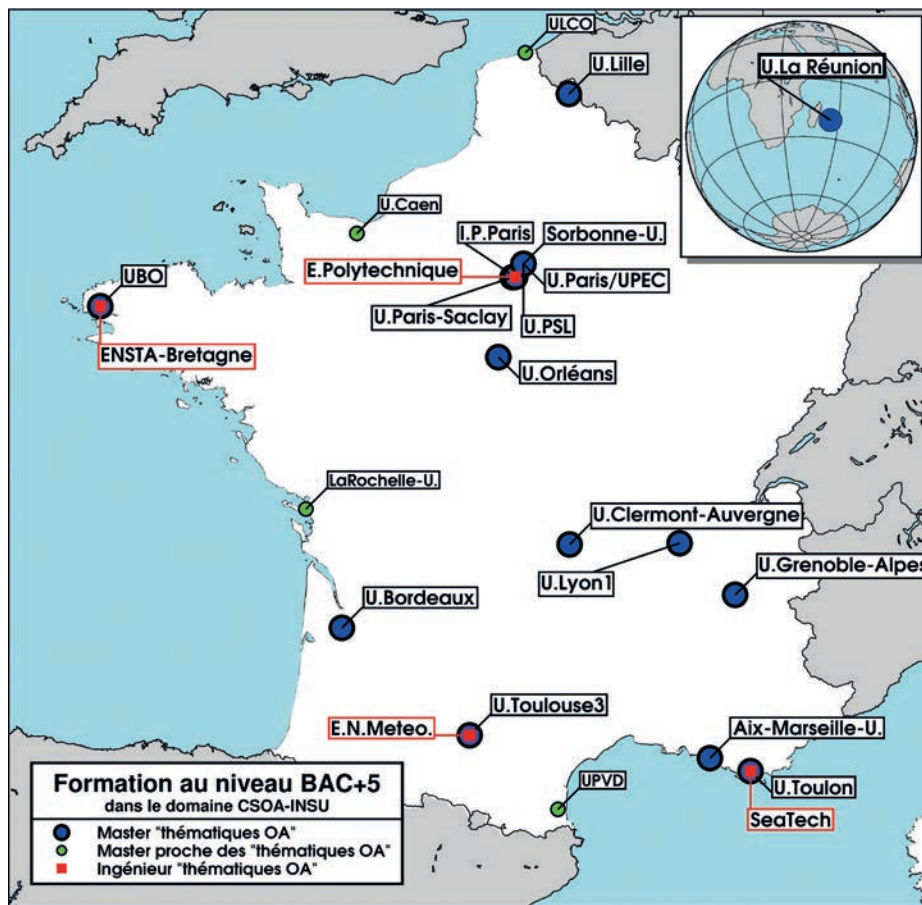 ULCO
U.Lille
U.La Réunion
U.Caen
I.P.Paris
Sorbonne-U.
E.Polytechnique
U.Paris/UPEC
UBO
U.Paris-Saclay
U.PSL
ENSTA-Bretagne
U.Orléans
LaRochelle-U.
U.Clermont-Auvergne
U.Lyon1
U.Grenoble-Alpes
U.Bordeaux
U.Toulouse3
E.N.Meteo.
Aix-Marseille-U.
U.Toulon
UPVD
SeaTech
Formation au niveau BAC+5
dans le domaine CSOA-INSU
Master "thématiques OA"
Master proche des "thématiques OA"
Ingénieur "thématiques OA"